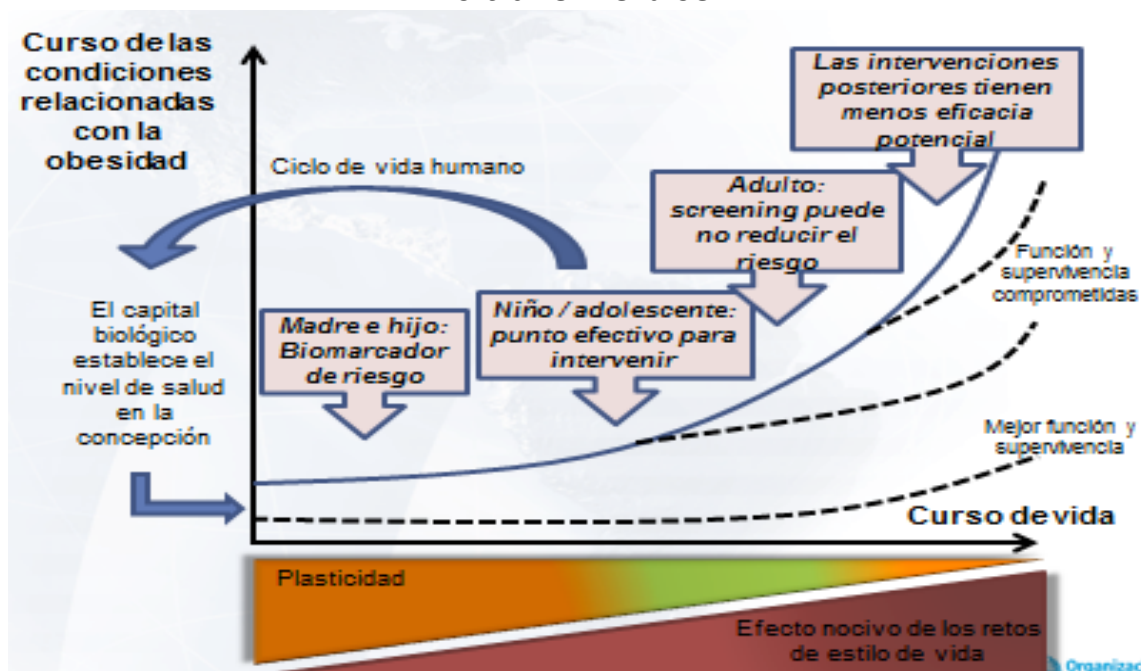 Curso de las
condiciones
relacionadas
con la
obesidad
Las intervenciones
posteriores tienen
menos eficacia
potencial
Ciclo de vida humano
Adulto:
screening puede
no reducir el
riesgo
Función y
supervivencia
comprometidas
El capital
biológico
establece el
nivel de salud
en la
concepción
Madre e hijo:
Biomarcador
de riesgo
Niño / adolescente:
punto efectivo para
intervenir
Mejor función y
supervivencia
Curso de vida
Plasticidad
Efecto nocivo de los retos
de estilo de vida
Organizac